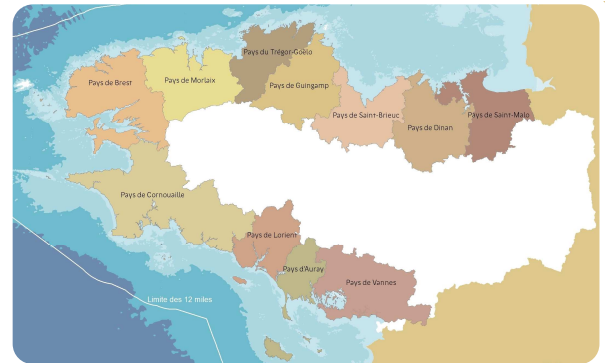 Pays du Trégor-Goëlo
Pays de Brest
Pays de Morlaix
Pays de Guingamp
Pays de Saint-Brieuc
Pays de Saint-Malo
Pays de Dinan
Pays de Cornouaille
Pays de Lorient
Pays d'Auray
Pays de Vannes
Limite des 12 miles